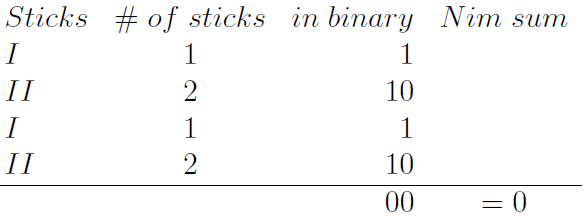 Sticks # of sticks in binary Nim sum
I 1 1
II 2 10
I 1 1
II 2 10
00 = 0